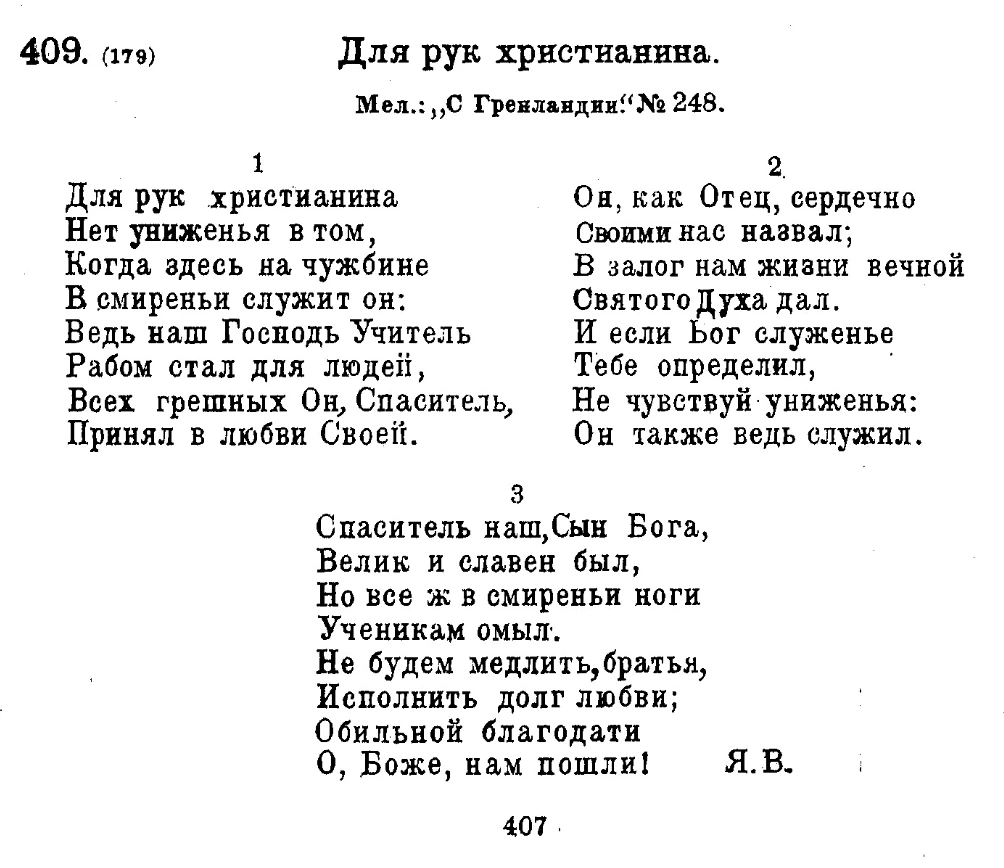 409. (179) Для рук христианина.
Мел.: „С Гренландии:“ № 248.
1
Для рук христианина
Нет униженья в том,
Когда здесь на чужбине
В смиреньи служит он:
Ведь наш Господь Учитель
Рабом стал для людей,
Всех грешных Он, Спаситель,
Принял в любви Своей.
2
Он, как Отец, сердечно
Своими нас назвал;
В залог нам жизни вечной
Святого Духа дал.
И если Бог служенье
Тебе определил,
Не чувствуй униженья:
Он также ведь служил.
3
Спаситель наш, Сын Бога,
Велик и славен был,
Но все ж в смиреньи ноги
Ученикам омыл.
Не будем медлить, братья,
Исполнить долг любви;
Обильной благодати
О, Боже, нам пошли! Я. В.
407